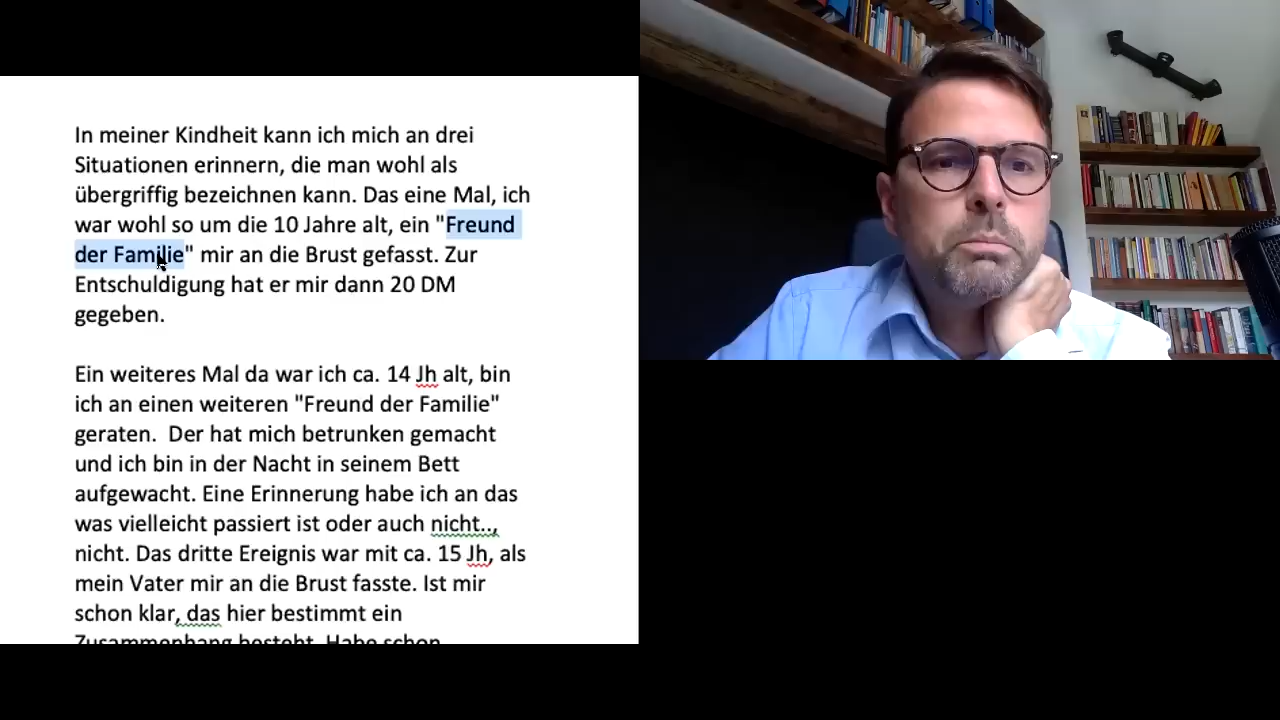 In meiner Kindheit kann ich mich an drei
Situationen erinnern, die man wohl als
übergriffig bezeichnen kann. Das eine Mal, ich
war wohl so um die 10 Jahre alt, ein "Freund
der Familie" mir an die Brust gefasst. Zur
Entschuldigung hat er mir dann 20 DM
gegeben.
Ein weiteres Mal da war ich ca. 14 Jh alt, bin
ich an einen weiteren "Freund der Familie"
geraten.  Der hat mich betrunken gemacht
und ich bin in der Nacht in seinem Bett
aufgewacht. Eine Erinnerung habe ich an das
was vielleicht passiert ist oder auch nicht..,
nicht. Das dritte Ereignis war mit ca. 15 Jh, als
mein Vater mir an die Brust fasste. Ist mir
schon klar, das hier bestimmt ein
Zusammenhang besteht. Habe schon